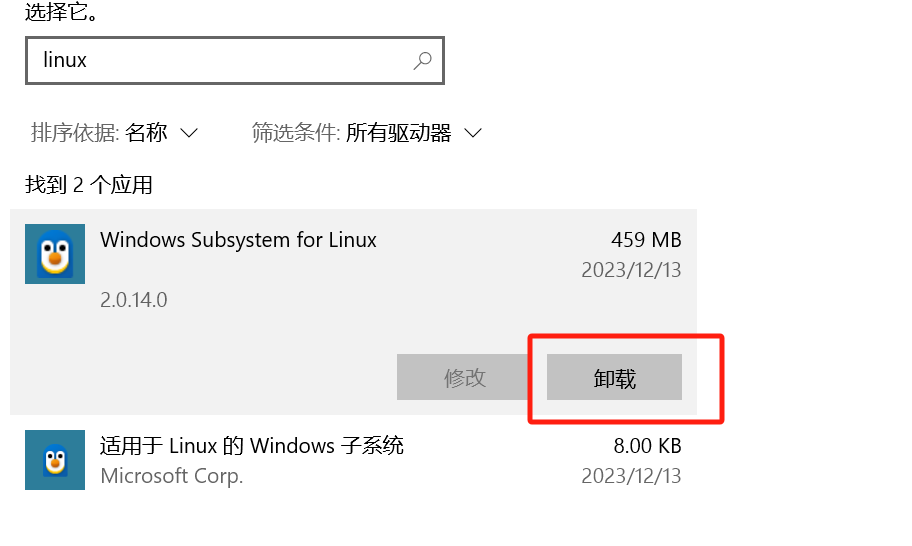 选择它。
linux
排序依据: 名称 筛选条件: 所有驱动器
找到 2 个应用
Windows Subsystem for Linux 459 MB
2023/12/13
2.0.14.0
修改 卸载
适用于 Linux 的 Windows 子系统 8.00 KB
Microsoft Corp. 2023/12/13